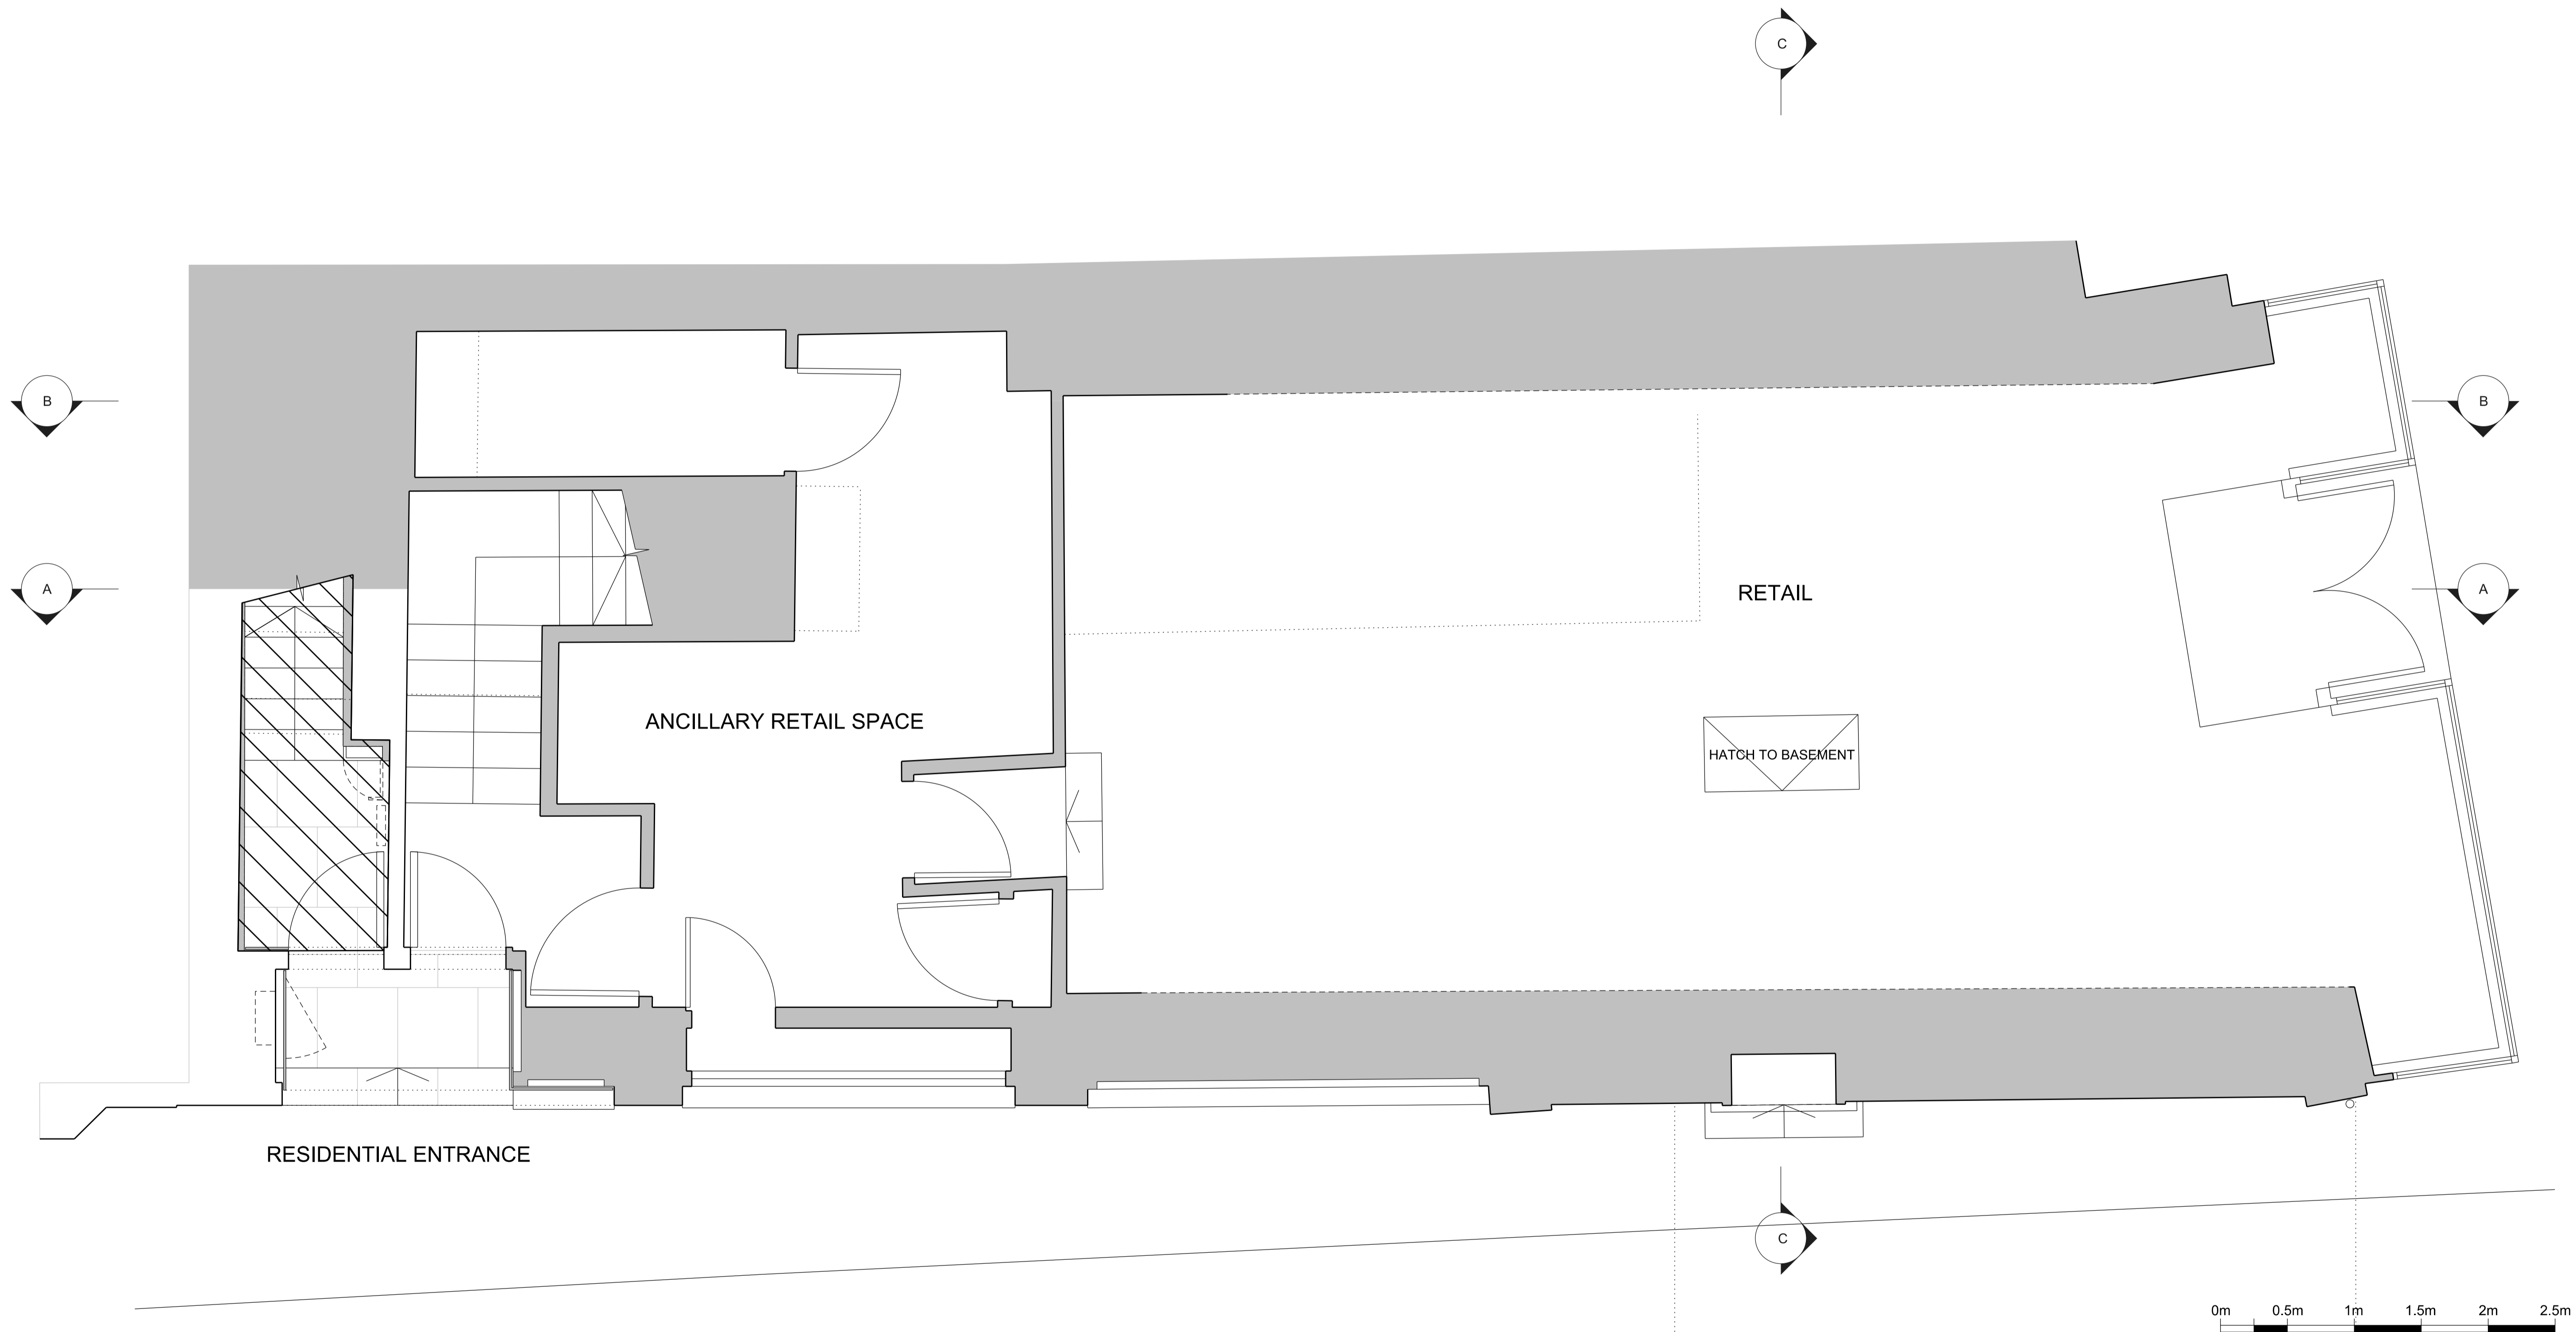 C
B
B
A
A
RETAIL
ANCILLARY RETAIL SPACE
HATCH TO BASEMENT
RESIDENTIAL ENTRANCE
C
0m 0.5m 1m 1.5m 2m 2.5m